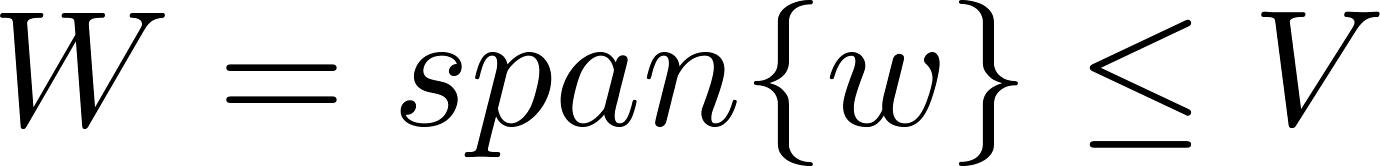 W = span{w} ≤ V